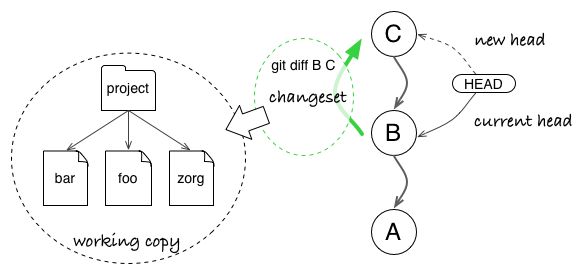 C
new head
git diff B C
changeset
HEAD
project
current head
B
bar
foo
zorg
A
working copy